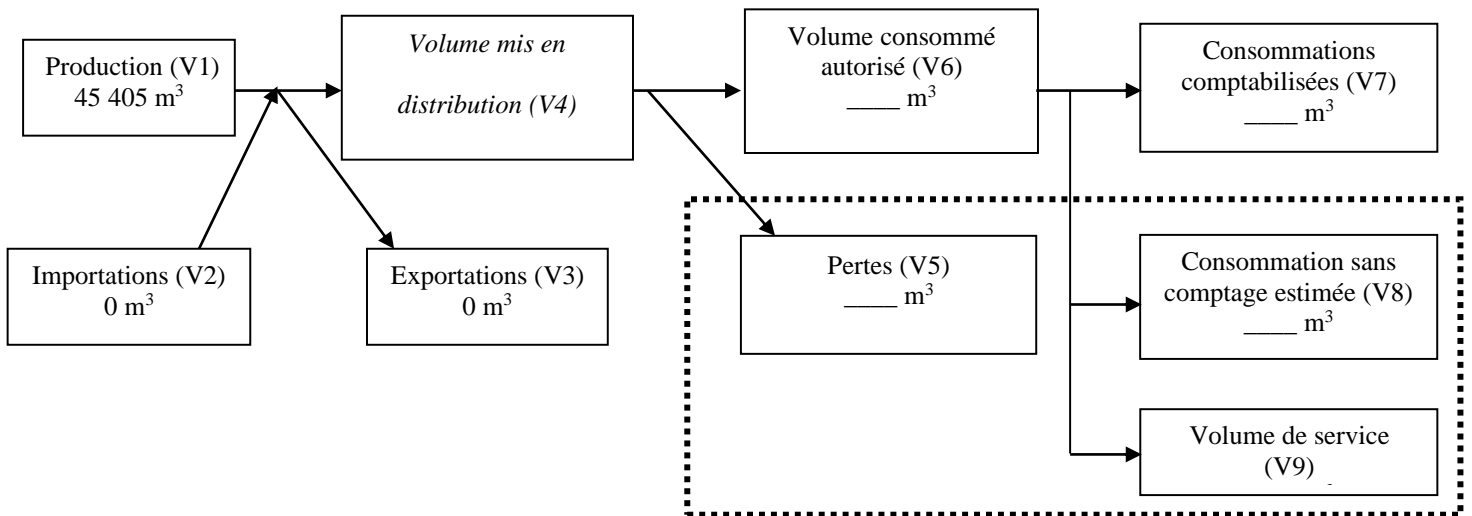 Production (V1)
45 405 m³
Volume mis en
distribution (V4)
Volume consommé
autorisé (V6)
____ m³
Consommations
comptabilisées (V7)
____ m³
Importations (V2)
0 m³
Exportations (V3)
0 m³
Pertes (V5)
____ m³
Consommation sans
comptage estimée (V8)
____ m³
Volume de service
(V9)